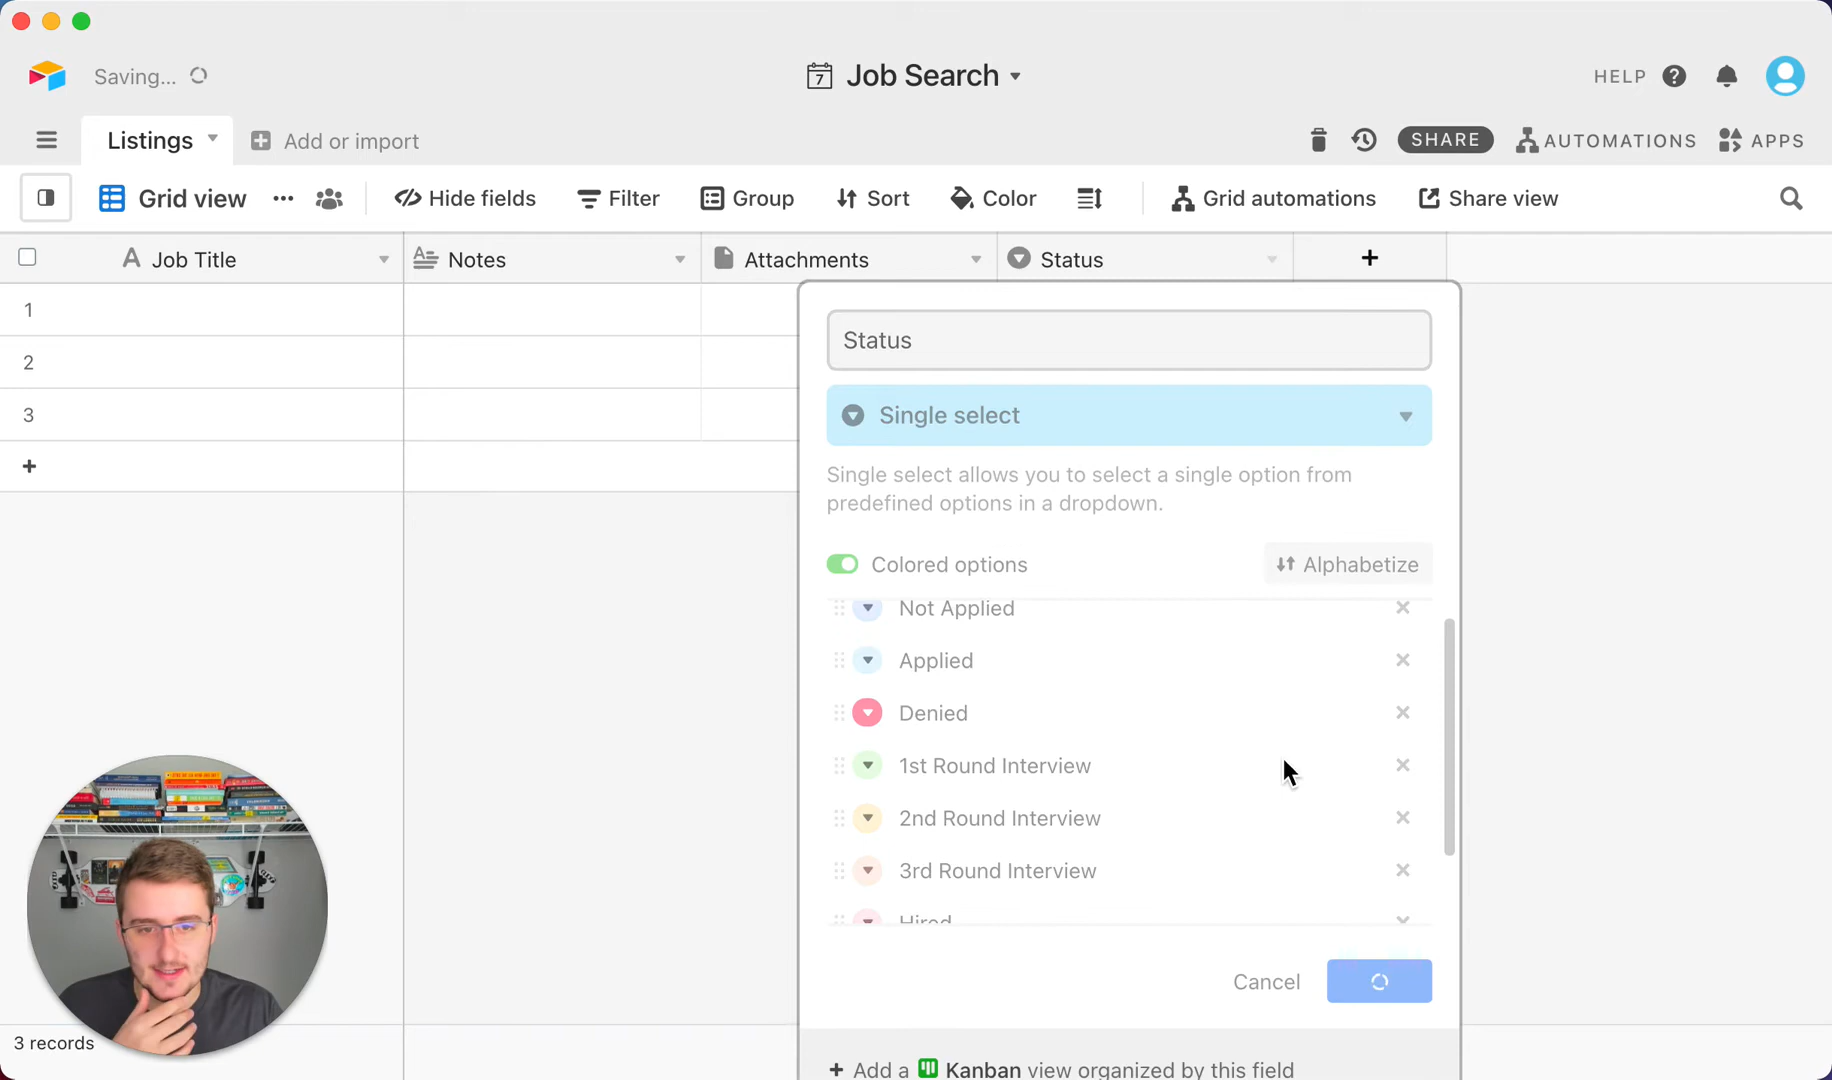 Saving...
7 Job Search
HELP
Listings
Add or import
SHARE
AUTOMATIONS
APPS
Grid view
Hide fields
Filter
Group
Sort
Color
Grid automations
Share view
Job Title
Notes
Attachments
Status
1
2
3
Status
Single select
Single select allows you to select a single option from
predefined options in a dropdown.
Colored options
Alphabetize
Not Applied
Applied
Denied
1st Round Interview
2nd Round Interview
3rd Round Interview
Hired
Cancel
3 records
+ Add a Kanban view organized by this field